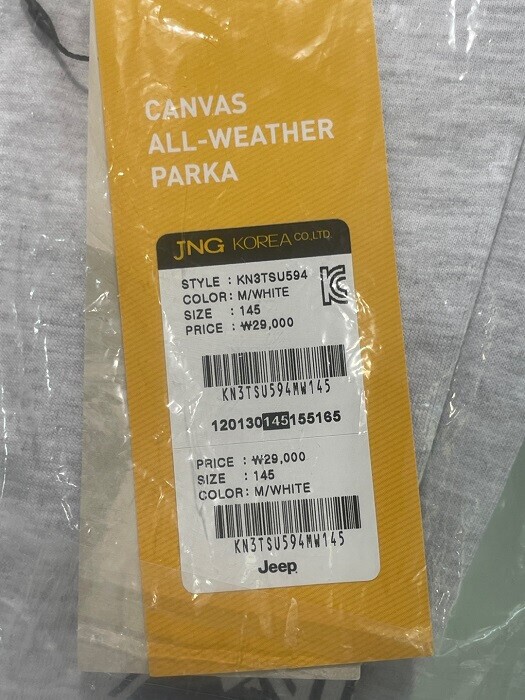 CANVAS
ALL-WEATHER
PARKA
JNG KOREA CO.,LTD.
STYLE : KN3TSU594
COLOR: M/WHITE
SIZE : 145
PRICE : ₩29,000
KN3TSU594MW145
120130145155165
PRICE : ₩29,000
SIZE : 145
COLOR: M/WHITE
KN3TSU594MW145
Jeep